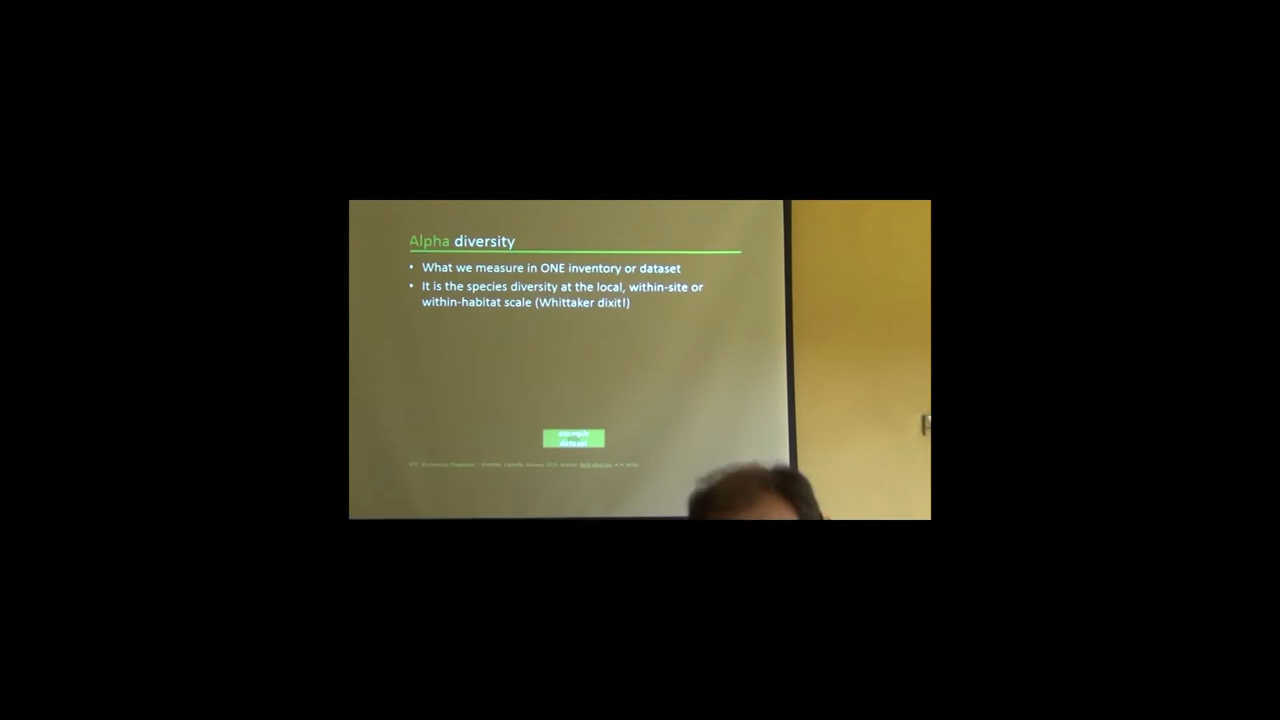 Alpha diversity
• What we measure in ONE inventory or dataset
• It is the species diversity at the local, within-site or
within-habitat scale (Whittaker dixit!)
dataset